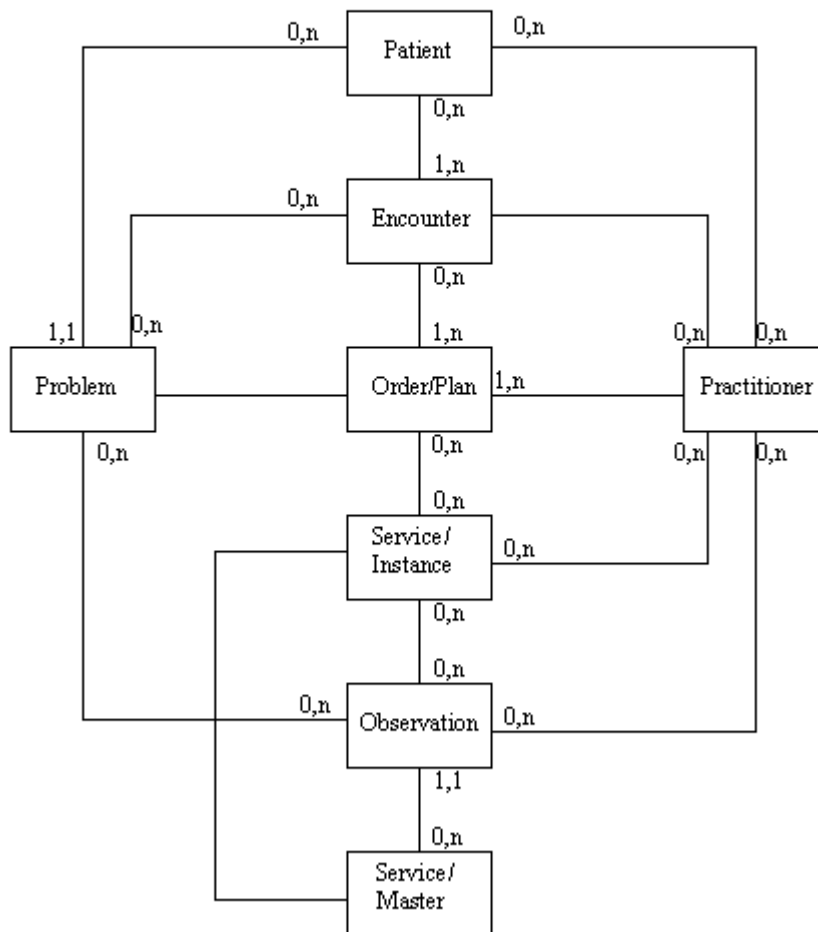 0,n
Patient
0,n
0,n
1,n
0,n
Encounter
0,n
1,1
0,n
1,n
0,n
0,n
Problem
Order/Plan
1,n
Practitioner
0,n
0,n
0,n
0,n
0,n
Service/
Instance
0,n
0,n
0,n
0,n
Observation
0,n
1,1
0,n
Service/
Master